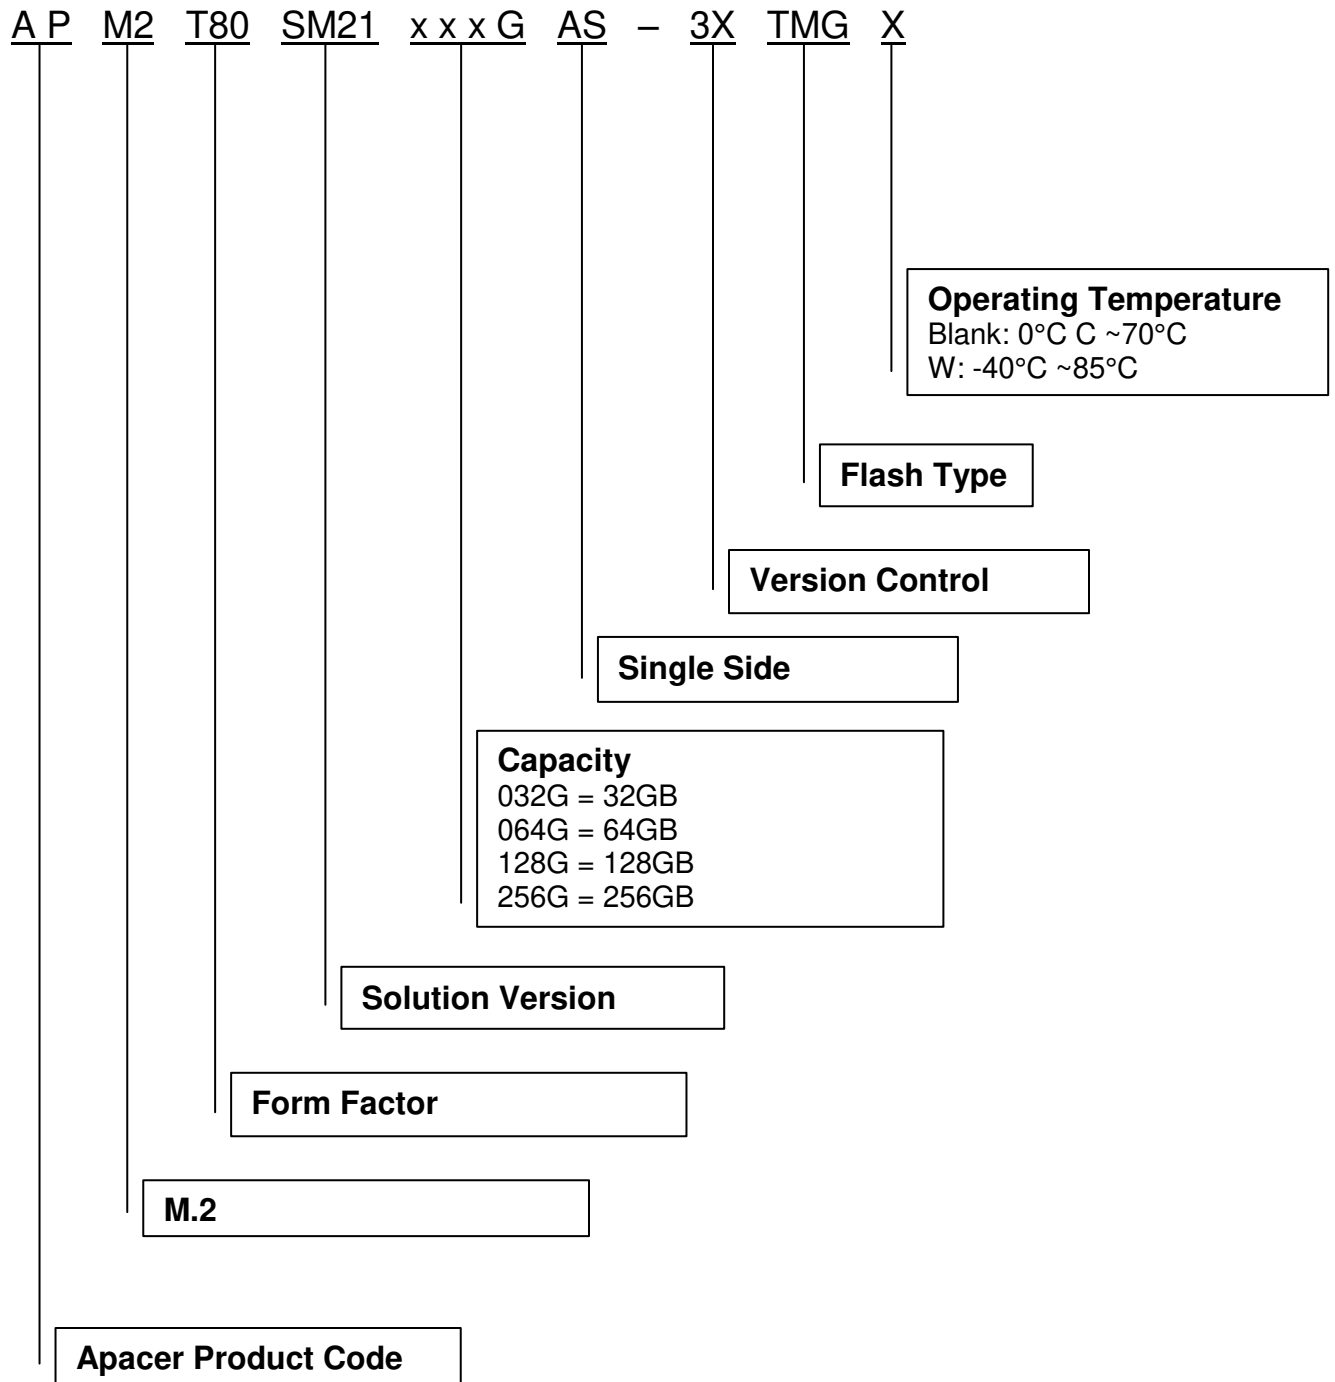 A P M2 T80 SM21 x x x G AS – 3X TMG X
Operating Temperature
Blank: 0°C C ~70°C
W: -40°C ~85°C
Flash Type
Version Control
Single Side
Capacity
032G = 32GB
064G = 64GB
128G = 128GB
256G = 256GB
Solution Version
Form Factor
M.2
Apacer Product Code